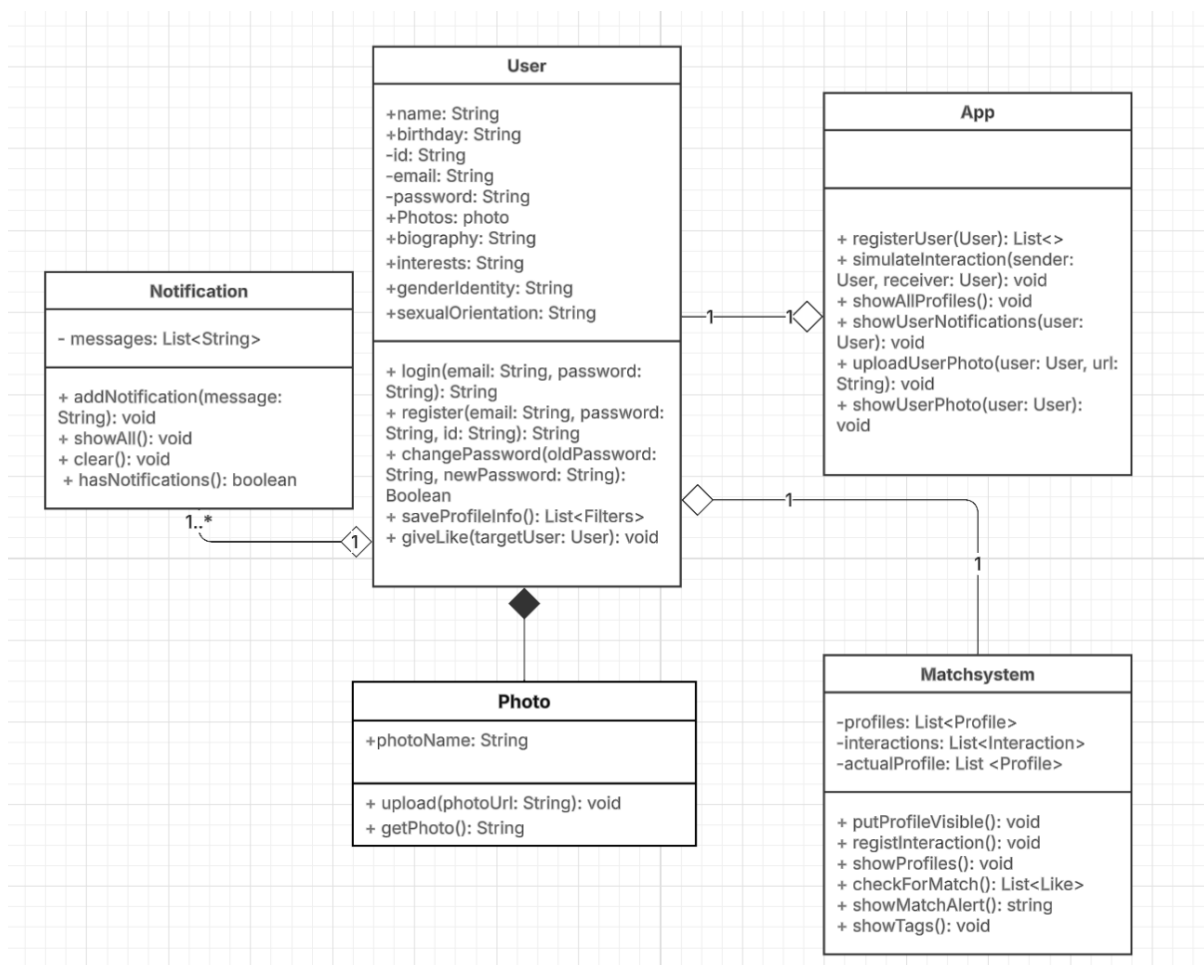 User
+name: String
+birthday: String
-id: String
-email: String
-password: String
+Photos: photo
+biography: String
+interests: String
+genderIdentity: String
+sexualOrientation: String
+ login(email: String, password:
String): String
+ register(email: String, password:
String, id: String): String
+ changePassword(oldPassword:
String, newPassword: String):
Boolean
+ saveProfileInfo(): List<Filters>
+ giveLike(targetUser: User): void
App
+ registerUser(User): List<>
+ simulateInteraction(sender:
User, receiver: User): void
+ showAllProfiles(): void
+ showUserNotifications(user:
User): void
+ uploadUserPhoto(user: User, url:
String): void
+ showUserPhoto(user: User):
void
1
1
Notification
- messages: List<String>
+ addNotification(message:
String): void
+ showAll(): void
+ clear(): void
+ hasNotifications(): boolean
1..*
1
1
1
Photo
+photoName: String
+ upload(photoUrl: String): void
+ getPhoto(): String
Matchsystem
-profiles: List<Profile>
-interactions: List<Interaction>
-actualProfile: List <Profile>
+ putProfileVisible(): void
+ registInteraction(): void
+ showProfiles(): void
+ checkForMatch(): List<Like>
+ showMatchAlert(): string
+ showTags(): void